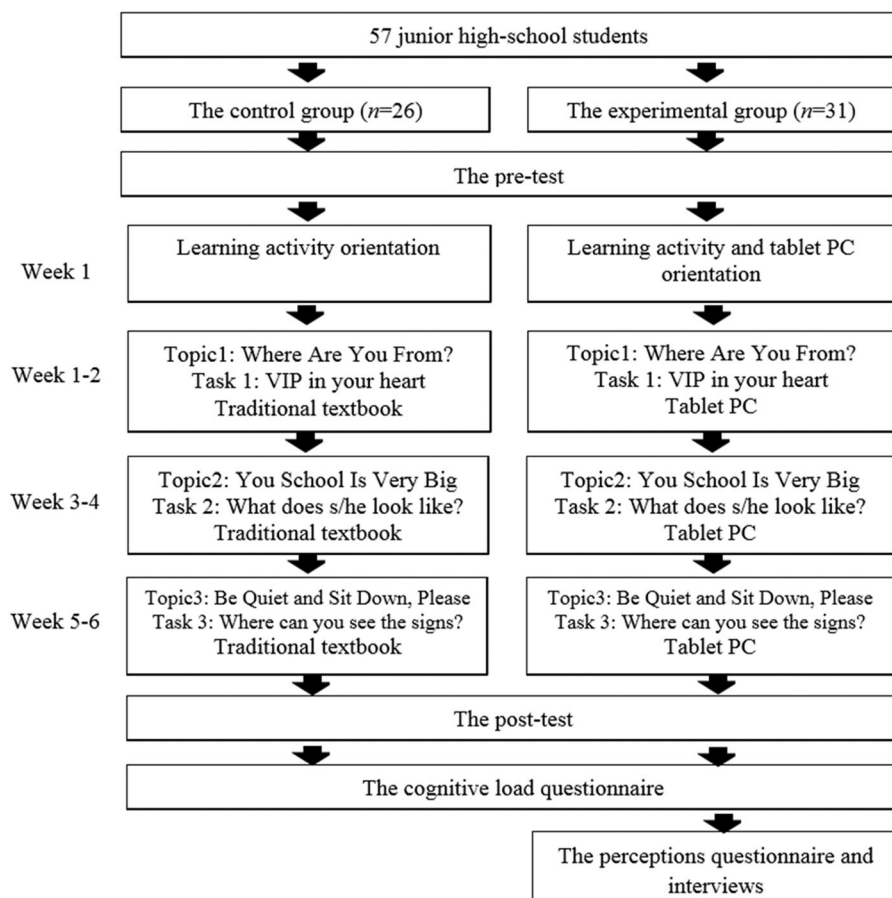 57 junior high-school students
The control group (n=26)
The experimental group (n=31)
The pre-test
Week 1
Learning activity orientation
Learning activity and tablet PC
orientation
Week 1-2
Topic1: Where Are You From?
Task 1: VIP in your heart
Traditional textbook
Topic1: Where Are You From?
Task 1: VIP in your heart
Tablet PC
Week 3-4
Topic2: You School Is Very Big
Task 2: What does s/he look like?
Traditional textbook
Topic2: You School Is Very Big
Task 2: What does s/he look like?
Tablet PC
Week 5-6
Topic3: Be Quiet and Sit Down, Please
Task 3: Where can you see the signs?
Traditional textbook
Topic3: Be Quiet and Sit Down, Please
Task 3: Where can you see the signs?
Tablet PC
The post-test
The cognitive load questionnaire
The perceptions questionnaire and
interviews